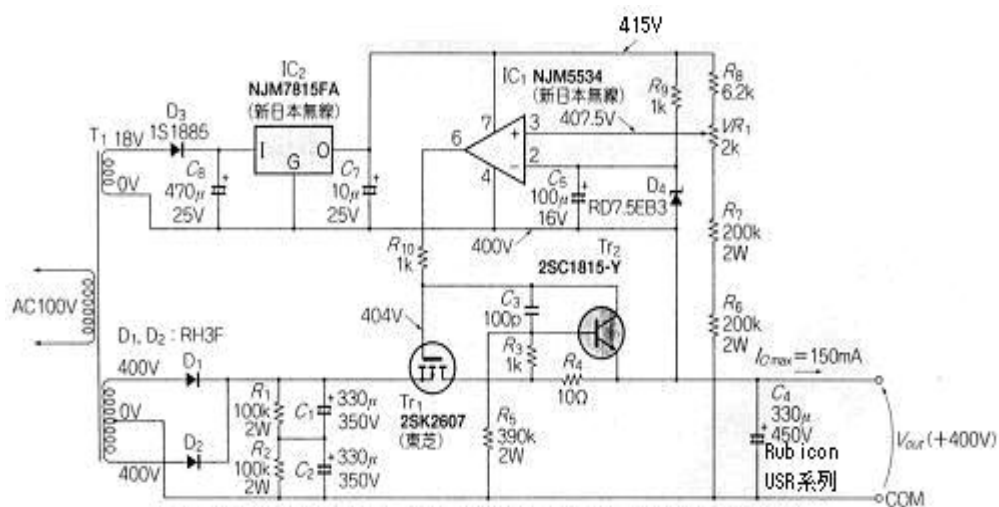 415V
IC2
NJM7815FA
(新日本無線)
IC1 NJM5534
(新日本無線)
R9
1k
R8
6.2k
VR1
2k
D3
1S1885
T1 18V
0V
I
O
G
C8
470μ
25V
+
C7
10μ
25V
+
6
7
4
+ 3
- 2
407.5V
C5
100μ
16V
+
D4
RD7.5EB3
R7
200k
2W
400V
R10
1k
Tr2
2SC1815-Y
AC100V
D1, D2 : RH3F
400V
D1
0V
D2
400V
404V
C3
100p
R3
1k
R4
10Ω
R6
200k
2W
ICmax=150mA
R1
100k
2W
R2
100k
2W
C1
+ 330μ
350V
C2
+ 330μ
350V
Tr1
2SK2607
(東芝)
R5
390k
2W
C4
330μ
450V
+
Rubicon
USR系列
Vout(+400V)
COM